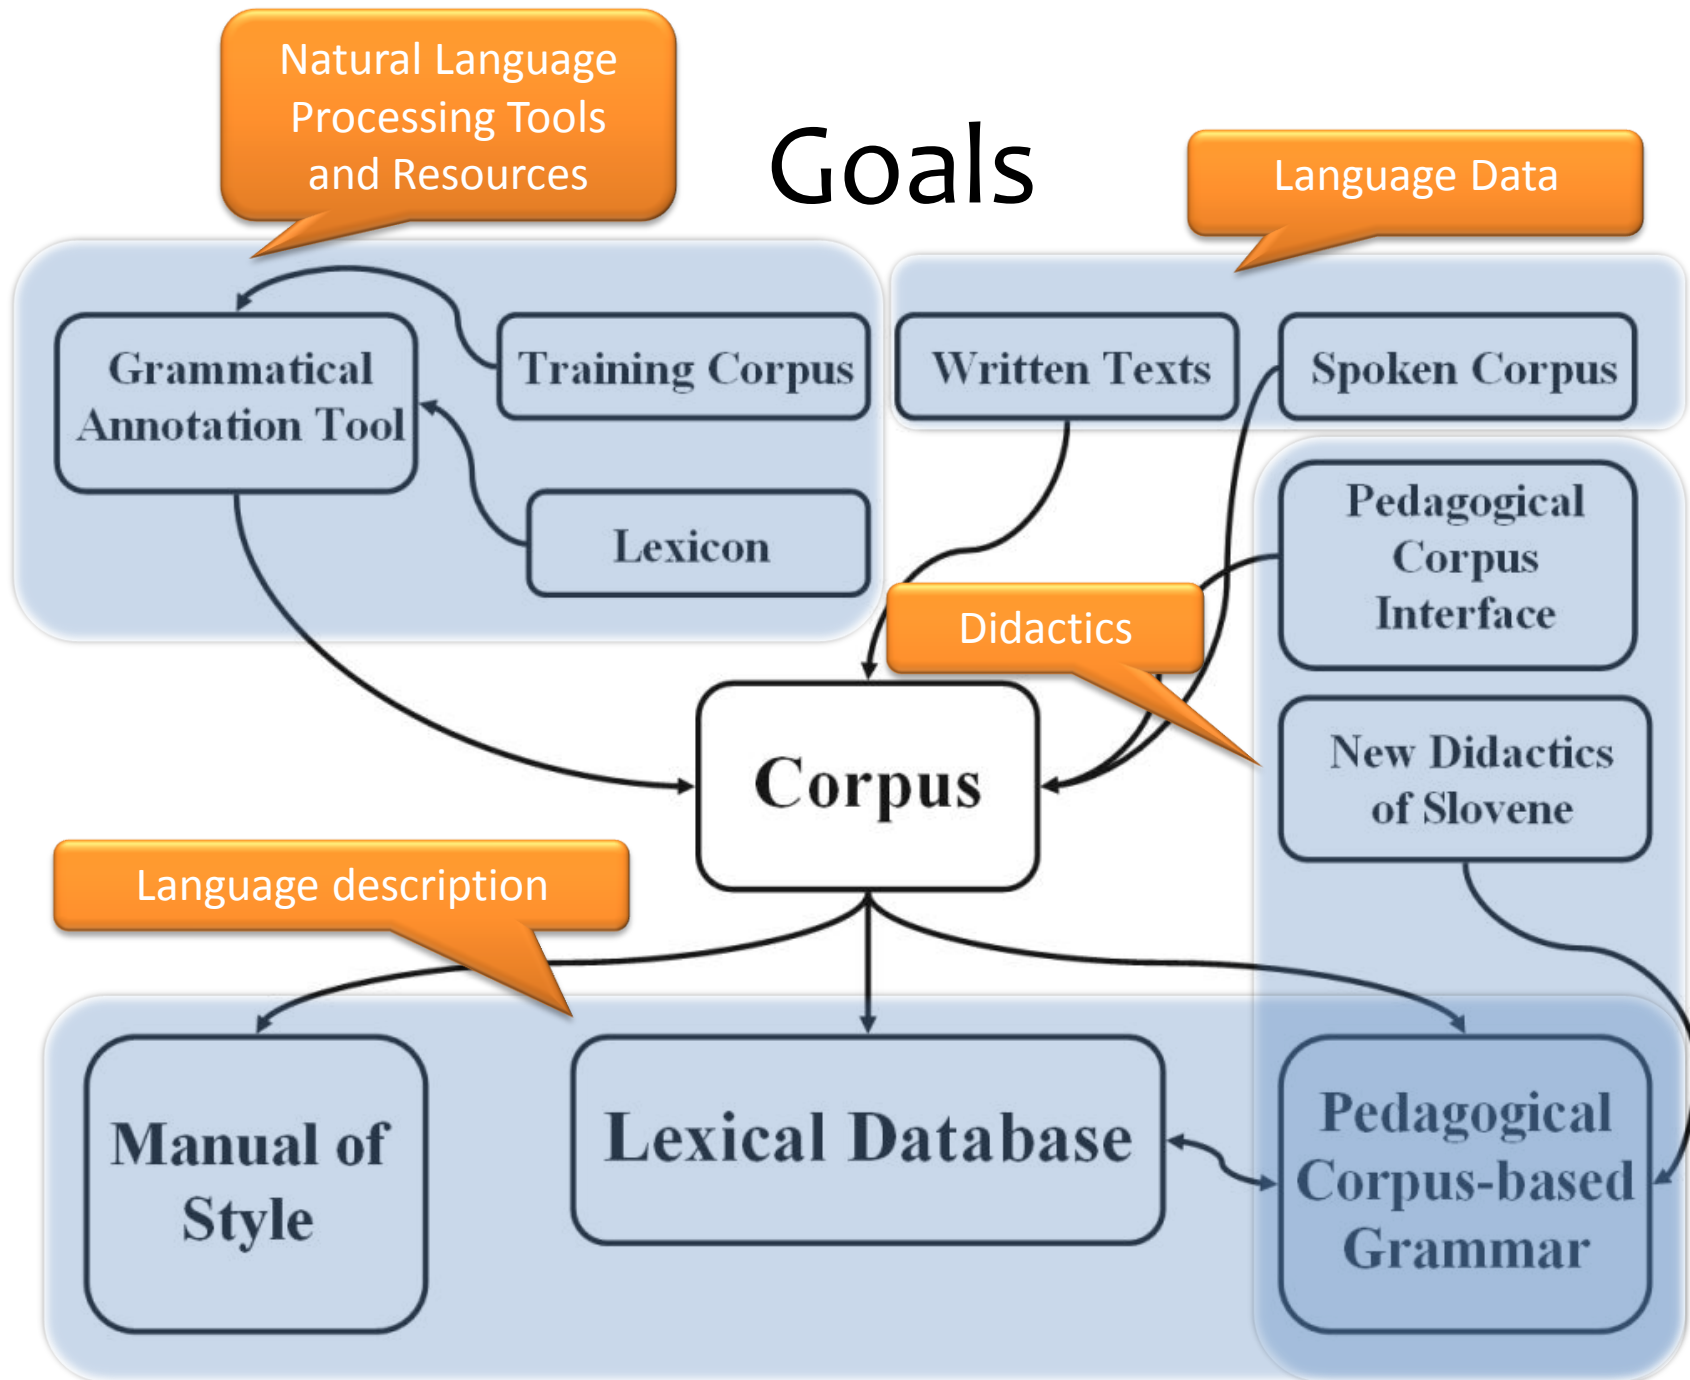 Natural Language
Processing Tools
and Resources
Goals
Language Data
Grammatical
Annotation Tool
Training Corpus
Lexicon
Written Texts
Spoken Corpus
Pedagogical
Corpus
Interface
Didactics
New Didactics
of Slovene
Corpus
Language description
Manual of
Style
Lexical Database
Pedagogical
Corpus-based
Grammar